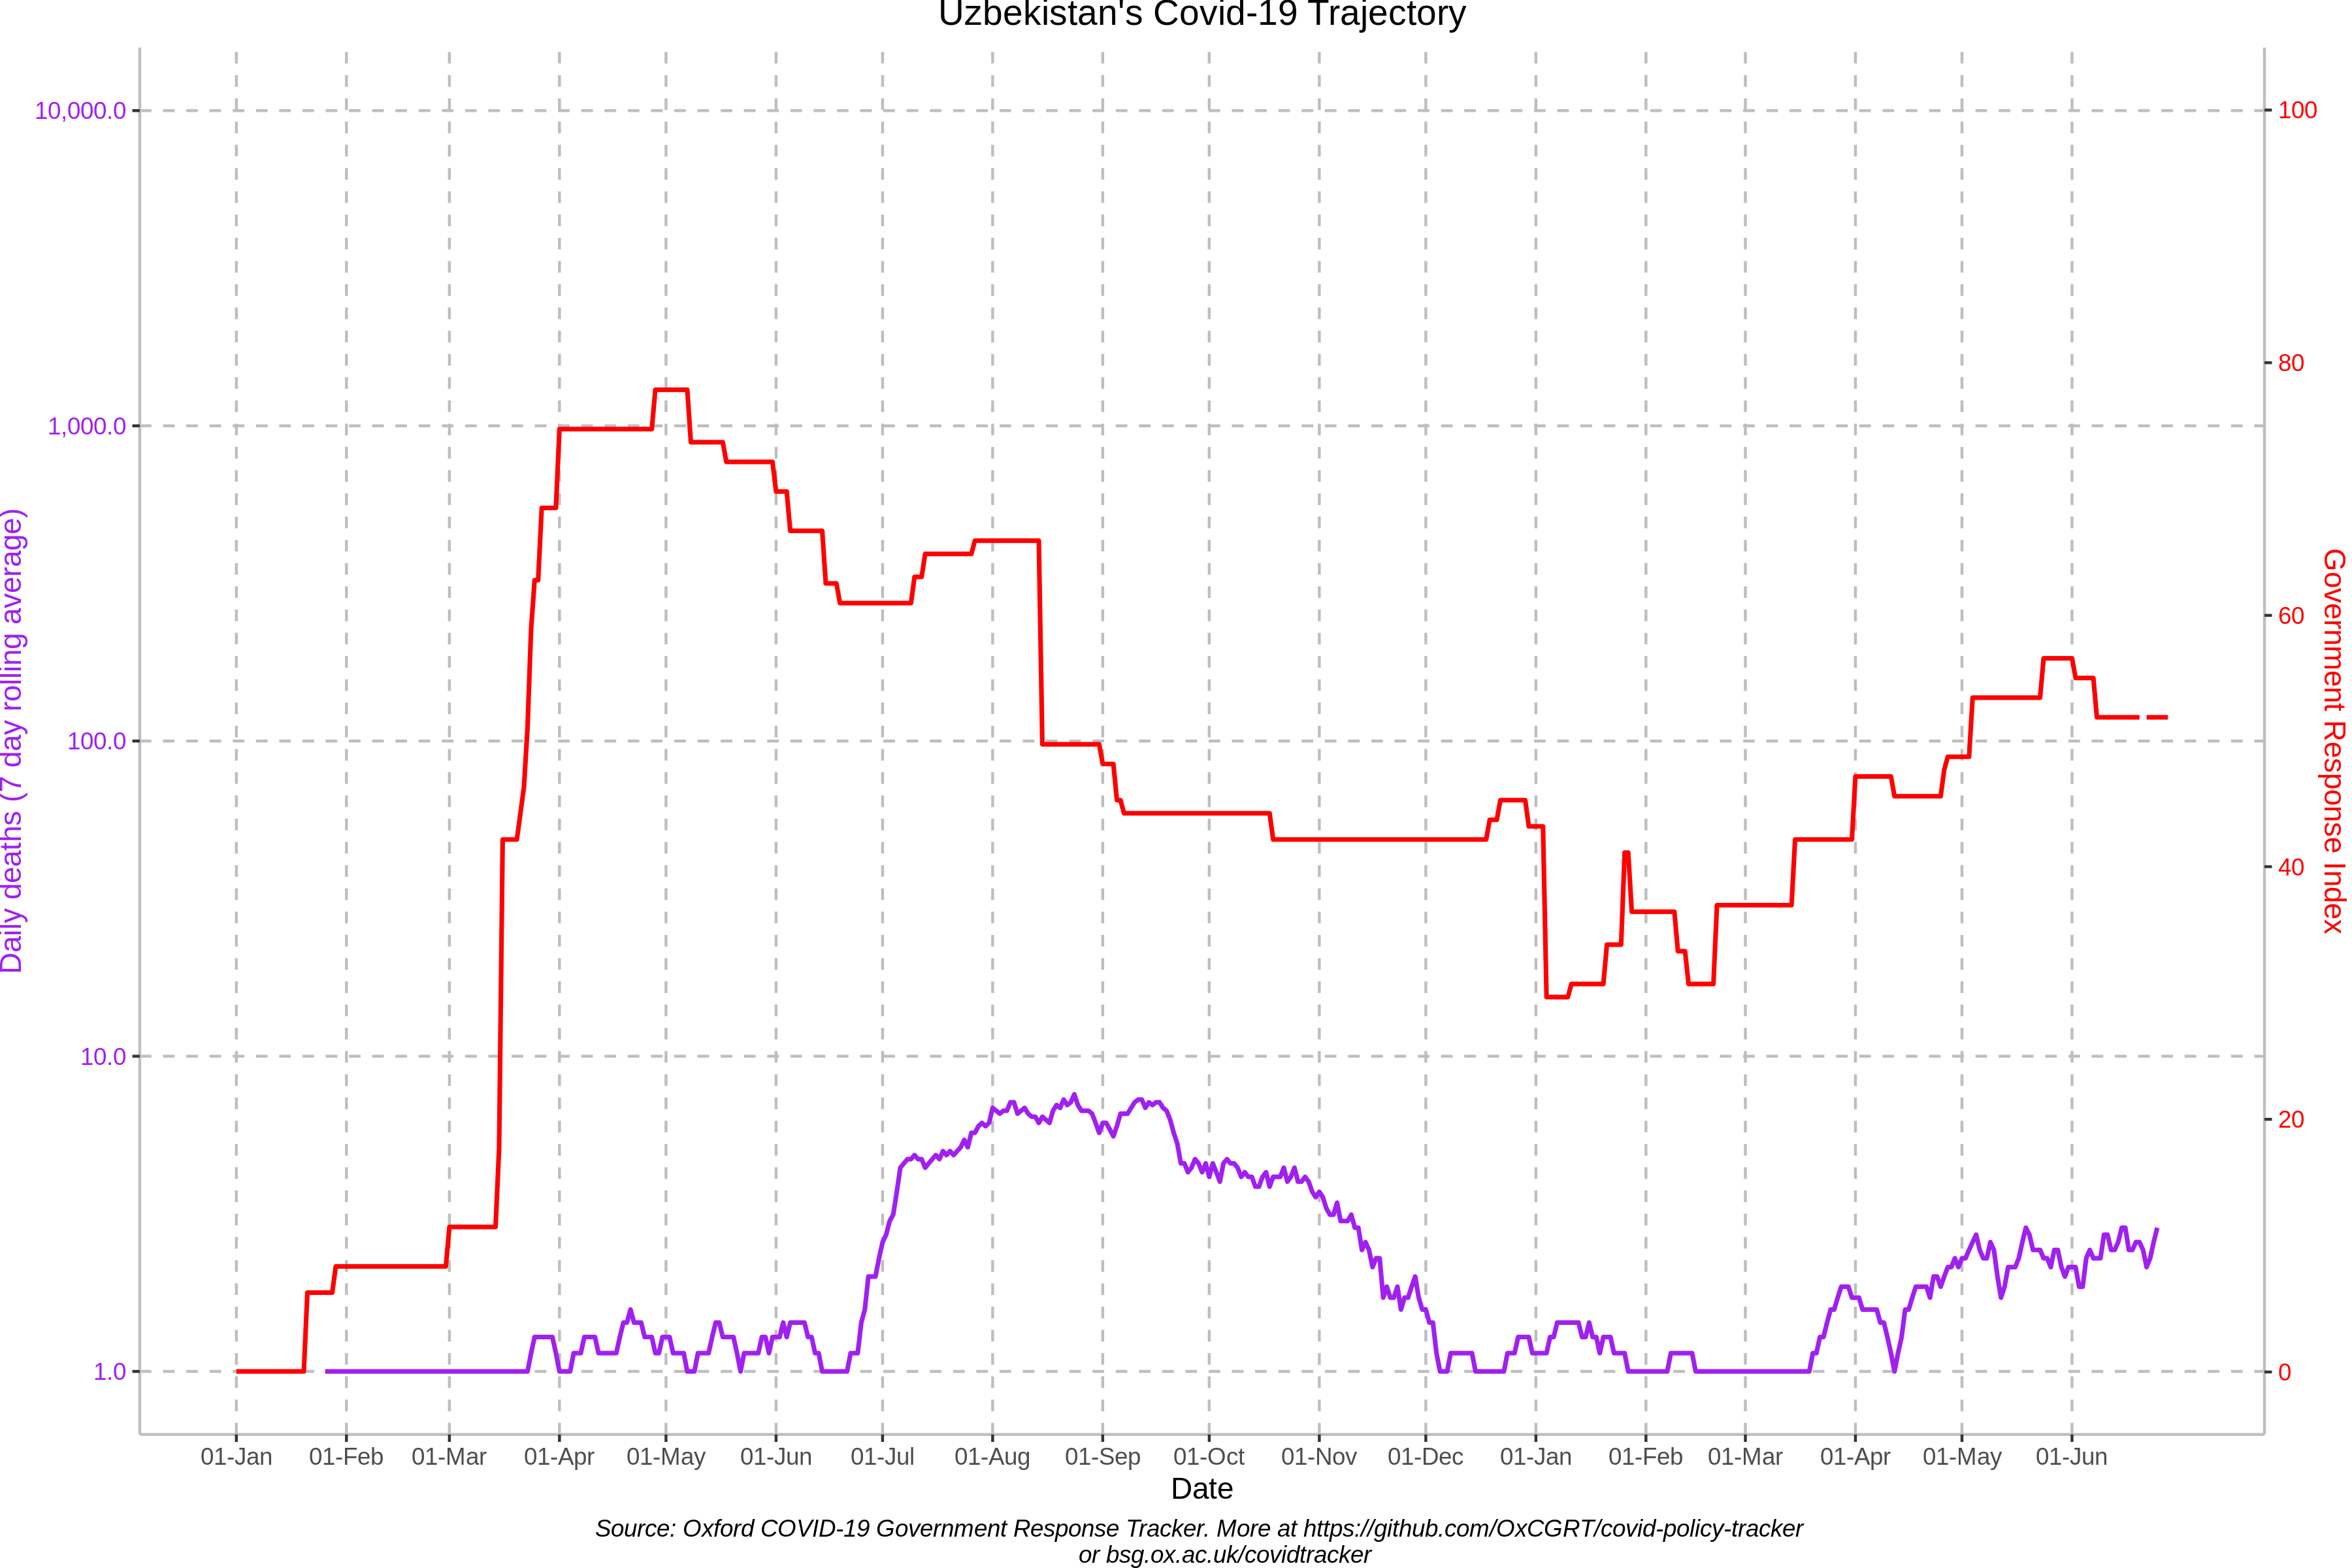 Uzbekistan's Covid-19 Trajectory
10,000.0
1,000.0
100.0
10.0
1.0
Daily deaths (7 day rolling average)
100
80
60
40
20
0
Government Response Index
01-Jan 01-Feb 01-Mar 01-Apr 01-May 01-Jun 01-Jul 01-Aug 01-Sep 01-Oct 01-Nov 01-Dec 01-Jan 01-Feb 01-Mar 01-Apr 01-May 01-Jun
Date
Source: Oxford COVID-19 Government Response Tracker. More at https://github.com/OxCGRT/covid-policy-tracker
or bsg.ox.ac.uk/covidtracker